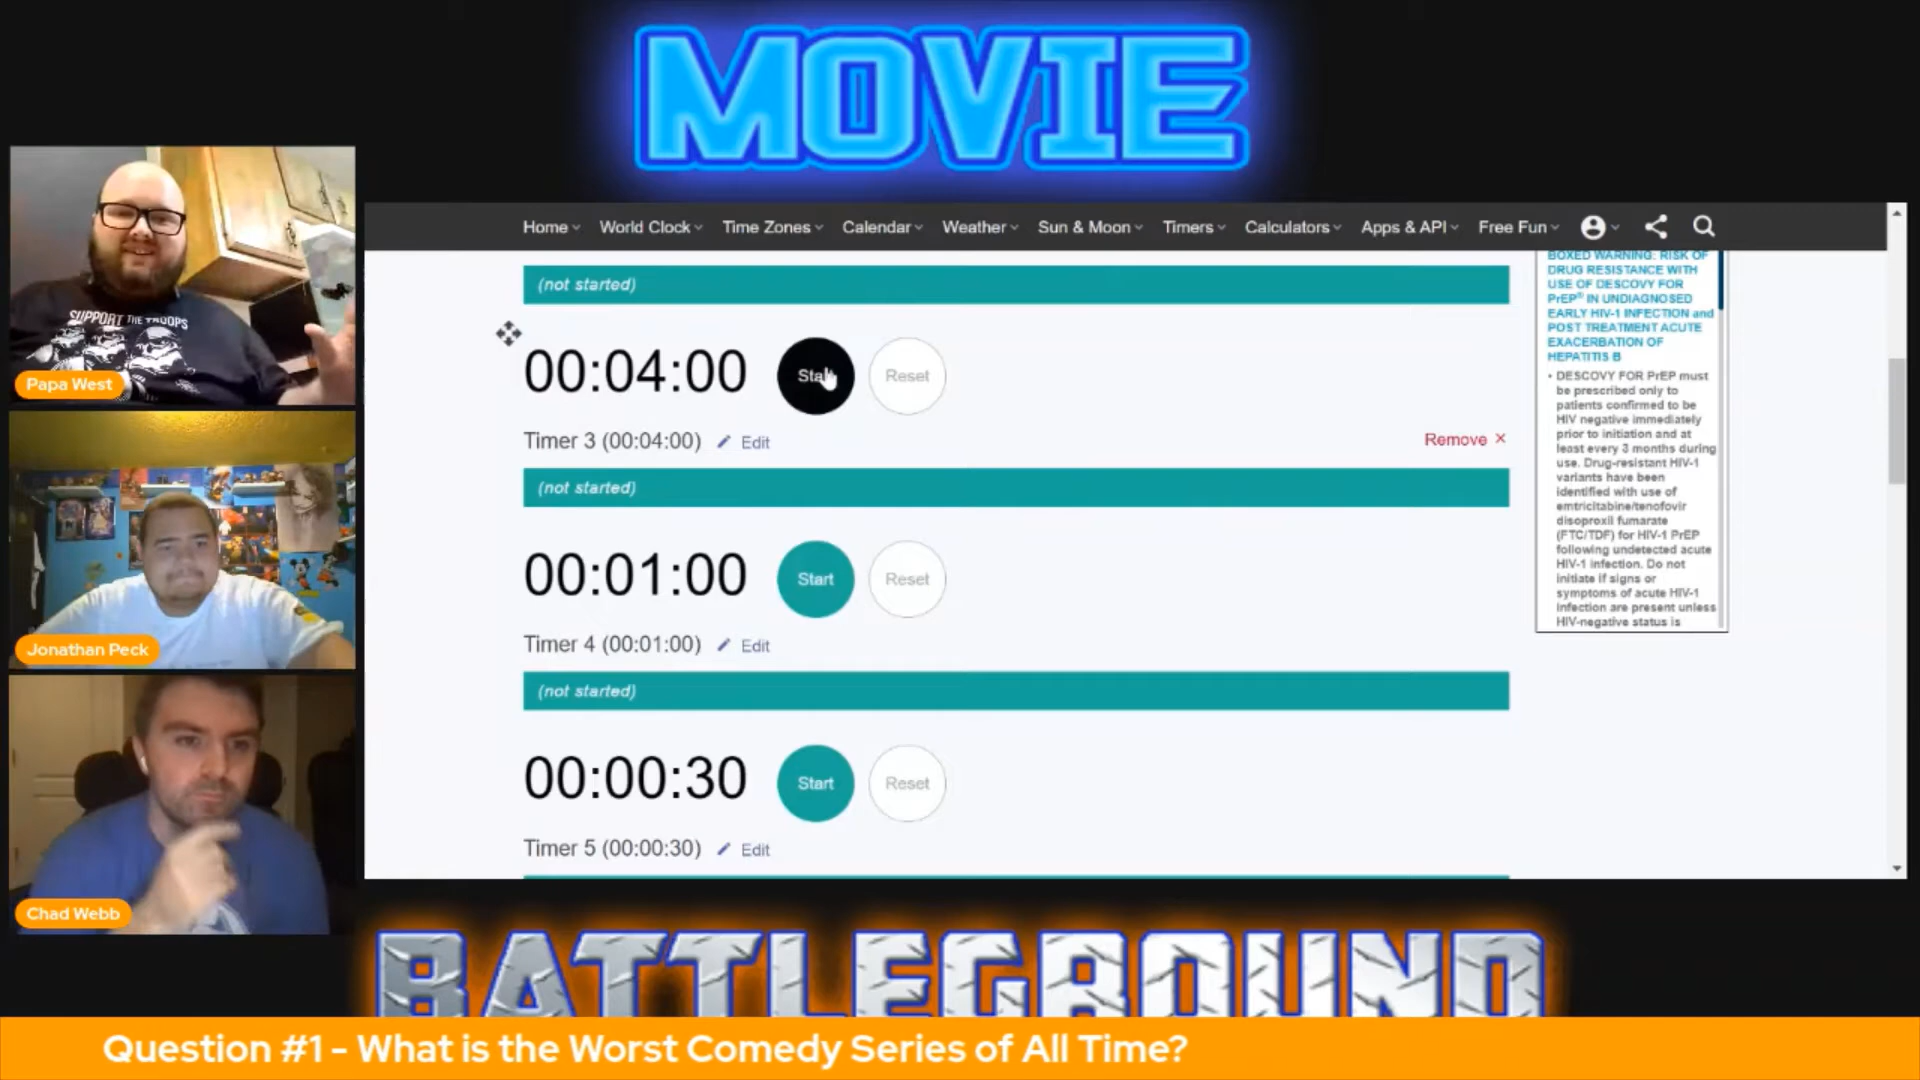 MOVIE
Home World Clock Time Zones Calendar Weather Sun & Moon Timers Calculators Apps & API Free Fun
(not started)
00:04:00 Start Reset
Timer 3 (00:04:00) Edit Remove ×
(not started)
00:01:00 Start Reset
Timer 4 (00:01:00) Edit
(not started)
00:00:30 Start Reset
Timer 5 (00:00:30) Edit
BOXED WARNING: RISK OF
DRUG RESISTANCE WITH
USE OF DESCOVY FOR
PrEP® IN UNDIAGNOSED
EARLY HIV-1 INFECTION and
POST TREATMENT ACUTE
EXACERBATION OF
HEPATITIS B
• DESCOVY FOR PrEP must
be prescribed only to
patients confirmed to be
HIV negative immediately
prior to initiation and at
least every 3 months during
use. Drug-resistant HIV-1
variants have been
identified with use of
emtricitabine/tenofovir
disoproxil fumarate
(FTC/TDF) for HIV-1 PrEP
following undetected acute
HIV-1 infection. Do not
initiate if signs or
symptoms of acute HIV-1
infection are present unless
HIV-negative status is
SUPPORT THE TROOPS
Papa West
Jonathan Peck
Chad Webb
BATTLEGROUND
Question #1 - What is the Worst Comedy Series of All Time?